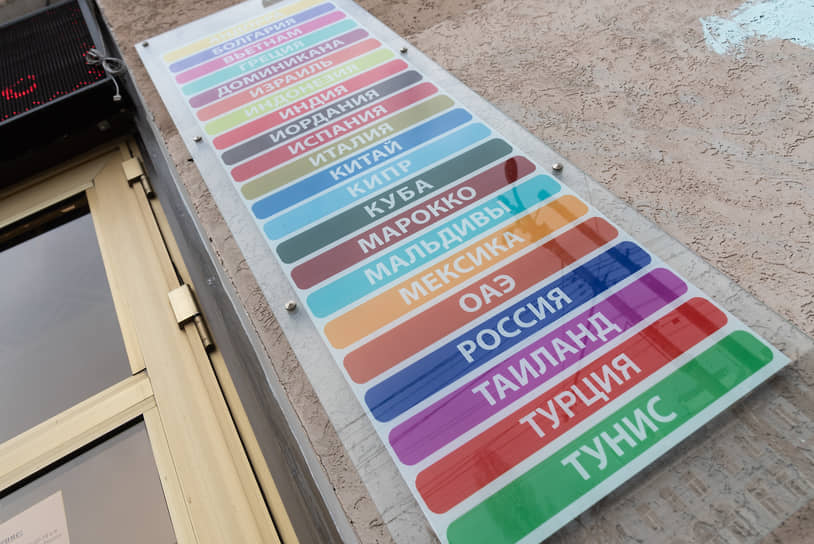 БОЛГАРИЯ
ВЬЕТНАМ
ГРЕЦИЯ
ДОМИНИКАНА
ИЗРАИЛЬ
ИНДОНЕЗИЯ
ИНДИЯ
ИОРДАНИЯ
ИСПАНИЯ
ИТАЛИЯ
КИТАЙ
КИПР
КУБА
МАРОККО
МАЛЬДИВЫ
МЕКСИКА
ОАЭ
РОССИЯ
ТАИЛАНД
ТУРЦИЯ
ТУНИС